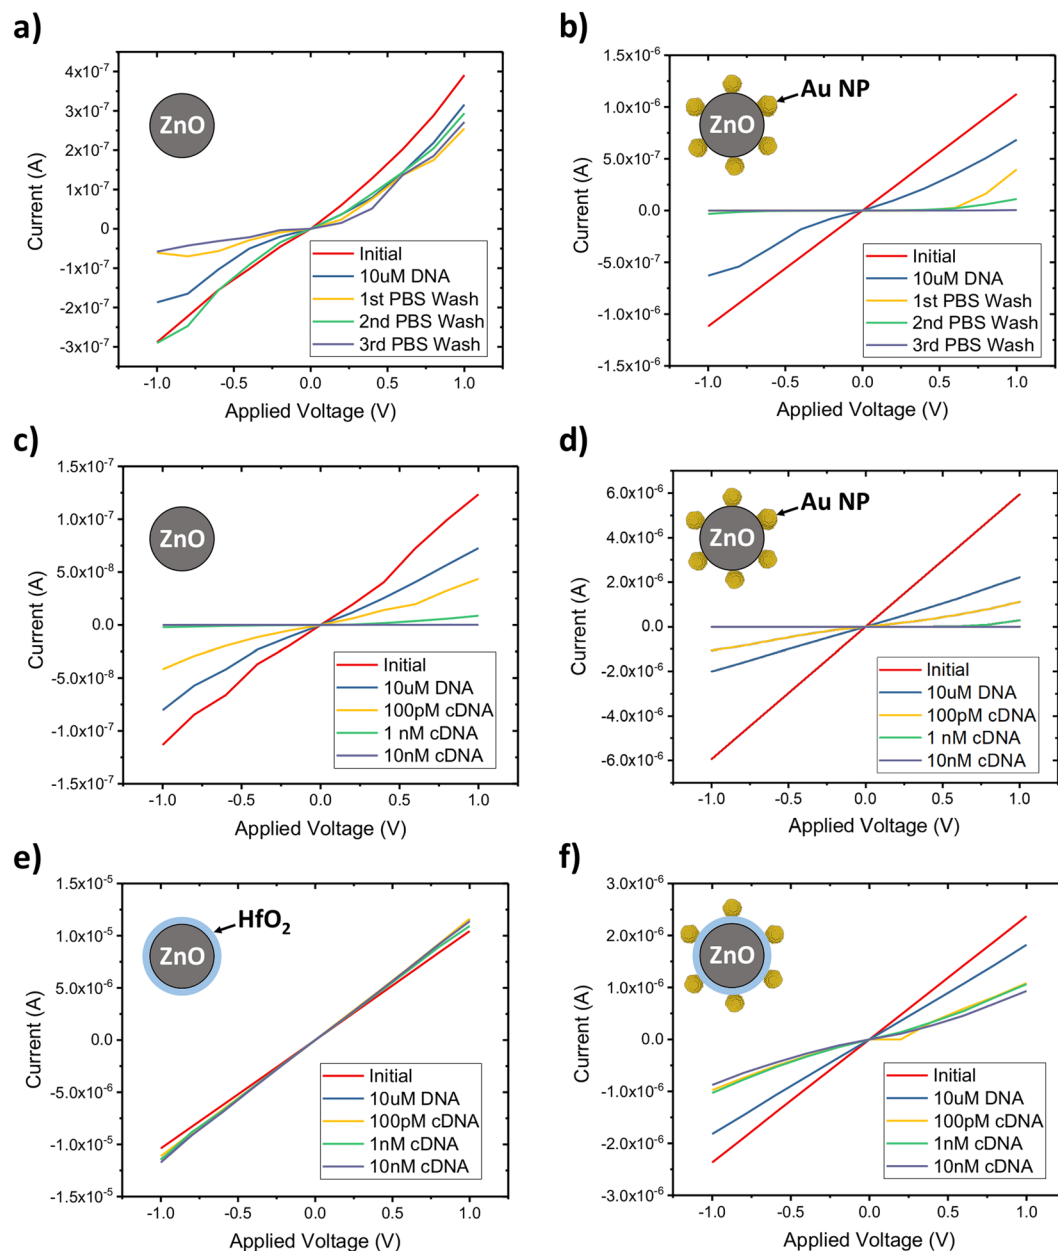 a)
4x10⁻⁷
3x10⁻⁷
2x10⁻⁷
1x10⁻⁷
0
-1x10⁻⁷
-2x10⁻⁷
-3x10⁻⁷
Current (A)
ZnO
Initial
10uM DNA
1st PBS Wash
2nd PBS Wash
3rd PBS Wash
-1.0 -0.5 0.0 0.5 1.0
Applied Voltage (V)
b)
1.5x10⁻⁶
1.0x10⁻⁶
5.0x10⁻⁷
0.0
-5.0x10⁻⁷
-1.0x10⁻⁶
-1.5x10⁻⁶
Current (A)
Au NP
ZnO
Initial
10uM DNA
1st PBS Wash
2nd PBS Wash
3rd PBS Wash
-1.0 -0.5 0.0 0.5 1.0
Applied Voltage (V)
c)
1.5x10⁻⁷
1.0x10⁻⁷
5.0x10⁻⁸
0.0
-5.0x10⁻⁸
-1.0x10⁻⁷
-1.5x10⁻⁷
Current (A)
ZnO
Initial
10uM DNA
100pM cDNA
1 nM cDNA
10nM cDNA
-1.0 -0.5 0.0 0.5 1.0
Applied Voltage (V)
d)
6.0x10⁻⁶
4.0x10⁻⁶
2.0x10⁻⁶
0.0
-2.0x10⁻⁶
-4.0x10⁻⁶
-6.0x10⁻⁶
Current (A)
Au NP
ZnO
Initial
10uM DNA
100pM cDNA
1 nM cDNA
10nM cDNA
-1.0 -0.5 0.0 0.5 1.0
Applied Voltage (V)
e)
1.5x10⁻⁵
1.0x10⁻⁵
5.0x10⁻⁶
0.0
-5.0x10⁻⁶
-1.0x10⁻⁵
-1.5x10⁻⁵
Current (A)
HfO₂
ZnO
Initial
10uM DNA
100pM cDNA
1nM cDNA
10nM cDNA
-1.0 -0.5 0.0 0.5 1.0
Applied Voltage (V)
f)
3.0x10⁻⁶
2.0x10⁻⁶
1.0x10⁻⁶
0.0
-1.0x10⁻⁶
-2.0x10⁻⁶
-3.0x10⁻⁶
Current (A)
ZnO
Initial
10uM DNA
100pM cDNA
1nM cDNA
10nM cDNA
-1.0 -0.5 0.0 0.5 1.0
Applied Voltage (V)